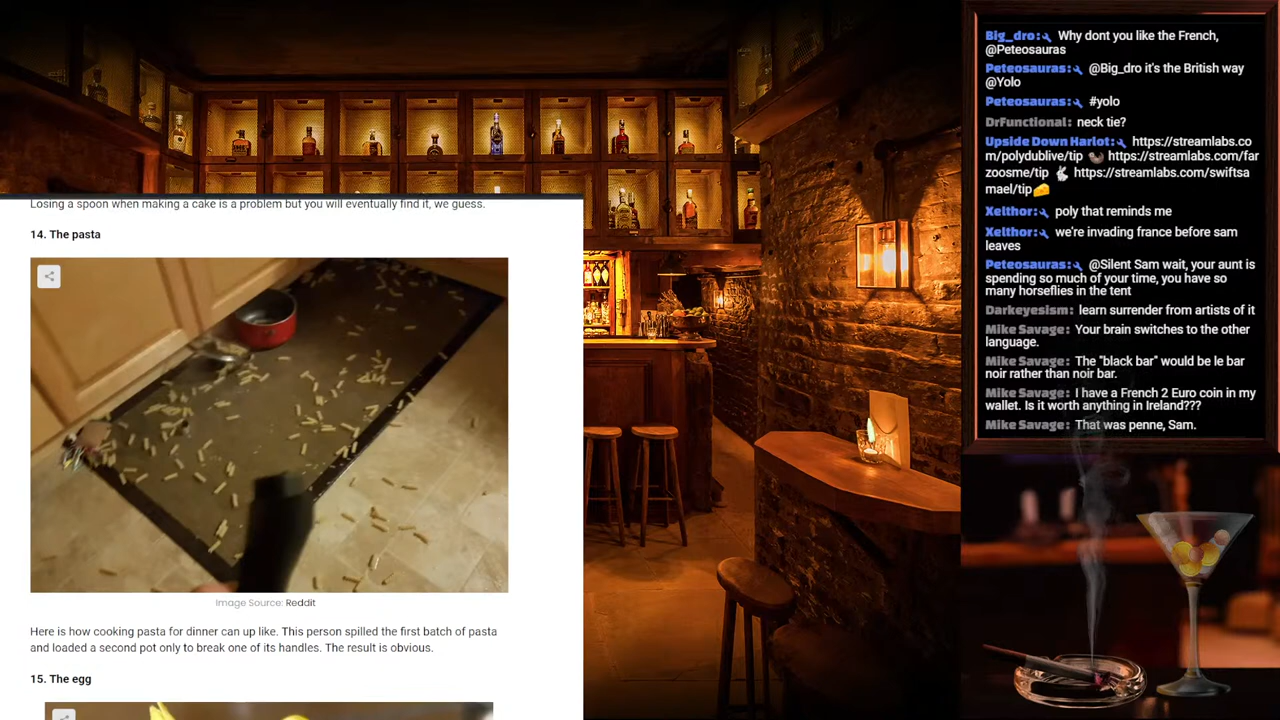 Losing a spoon when making a cake is a problem but you will eventually find it, we guess.
14. The pasta
Image Source: Reddit
Here is how cooking pasta for dinner can up like. This person spilled the first batch of pasta
and loaded a second pot only to break one of its handles. The result is obvious.
15. The egg
Big_dro: Why dont you like the French,
@Peteosauras
Peteosauras: @Big_dro it's the British way
@Yolo
Peteosauras: #yolo
DrFunctional: neck tie?
Upside Down Harlot: https://streamlabs.co
m/polydublive/tip https://streamlabs.com/far
zoosme/tip https://streamlabs.com/swiftsa
mael/tip
Xelthor: poly that reminds me
Xelthor: we're invading france before sam
leaves
Peteosauras: @Silent Sam wait, your aunt is
spending so much of your time, you have so
many horseflies in the tent
Darkeyesism: learn surrender from artists of it
Mike Savage: Your brain switches to the other
language.
Mike Savage: The "black bar" would be le bar
noir rather than noir bar.
Mike Savage: I have a French 2 Euro coin in my
wallet. Is it worth anything in Ireland???
Mike Savage: That was penne, Sam.